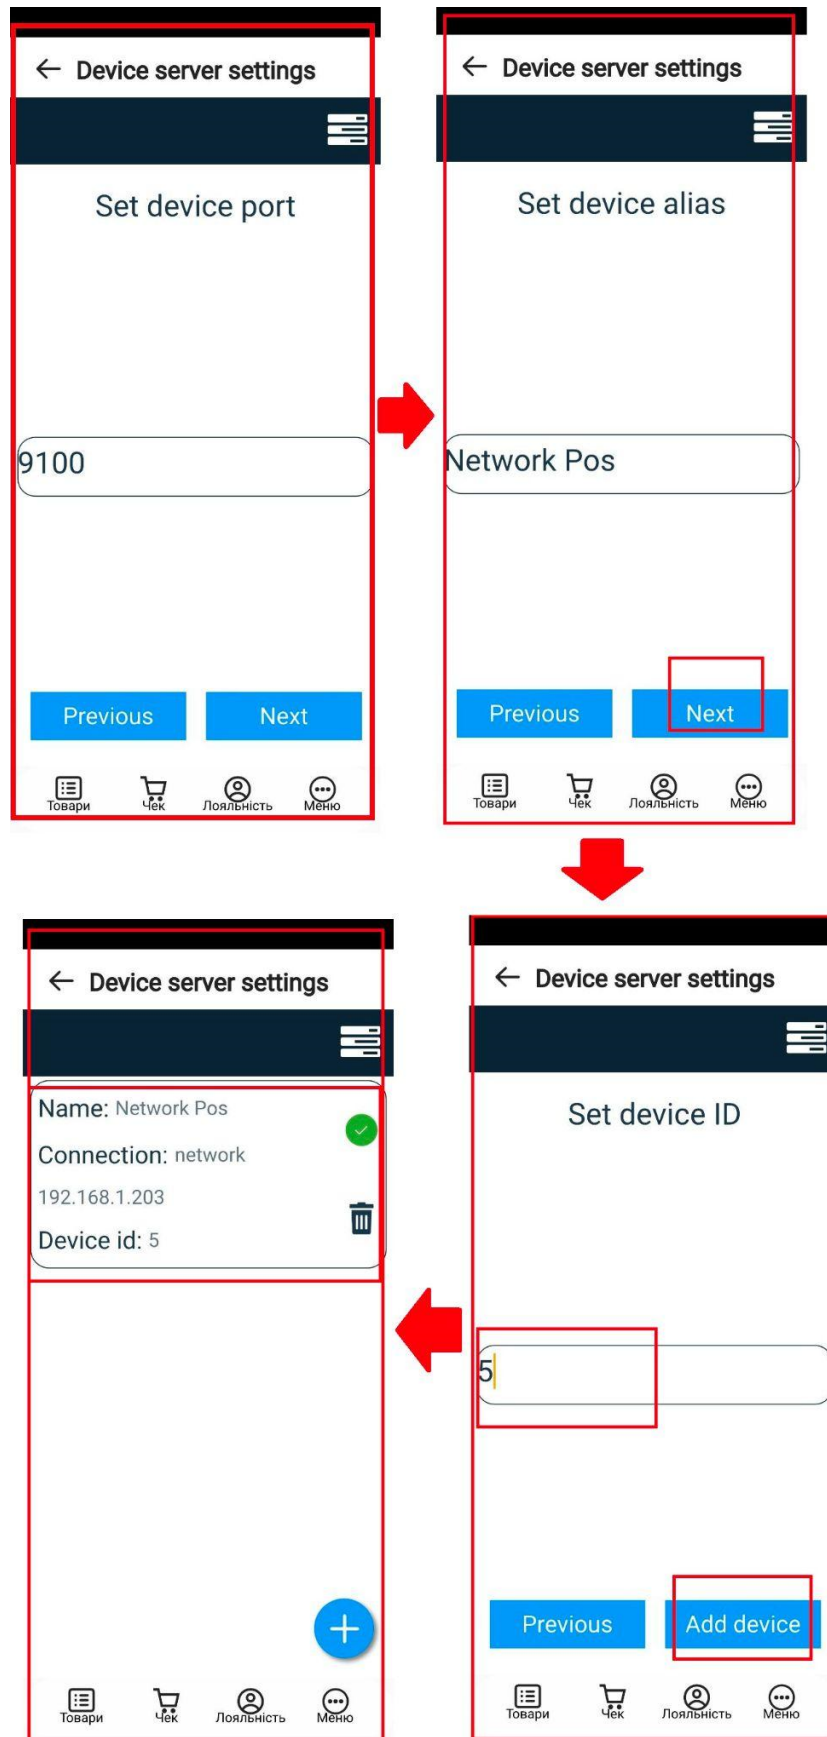 Device server settings
Set device port
9100
Previous
Next
Товари
Чек
Лояльність
Меню
Device server settings
Set device alias
Network Pos
Previous
Next
Товари
Чек
Лояльність
Меню
Device server settings
Set device ID
5
Previous
Add device
Товари
Чек
Лояльність
Меню
Device server settings
Name: Network Pos
Connection: network
192.168.1.203
Device id: 5
Товари
Чек
Лояльність
Меню